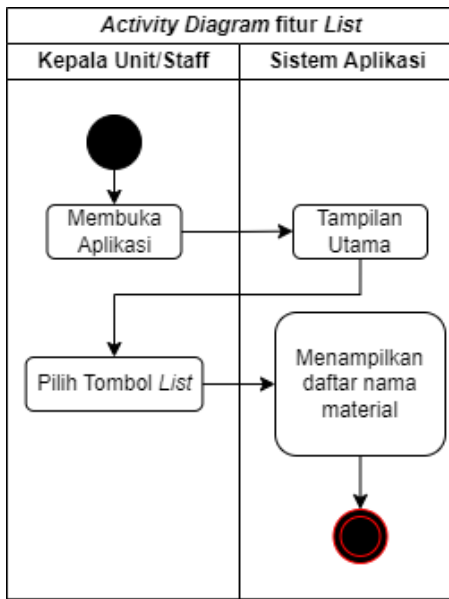 Activity Diagram fitur List
Kepala Unit/Staff
Sistem Aplikasi
Membuka
Aplikasi
Tampilan
Utama
Pilih Tombol List
Menampilkan
daftar nama
material